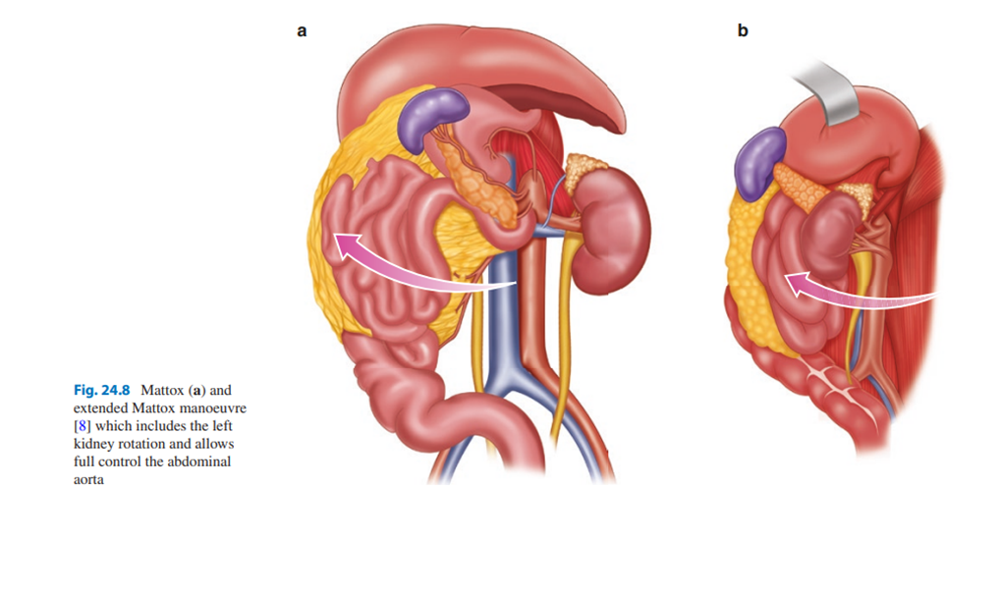 a
b
Fig. 24.8 Mattox (a) and
extended Mattox manoeuvre
[8] which includes the left
kidney rotation and allows
full control the abdominal
aorta